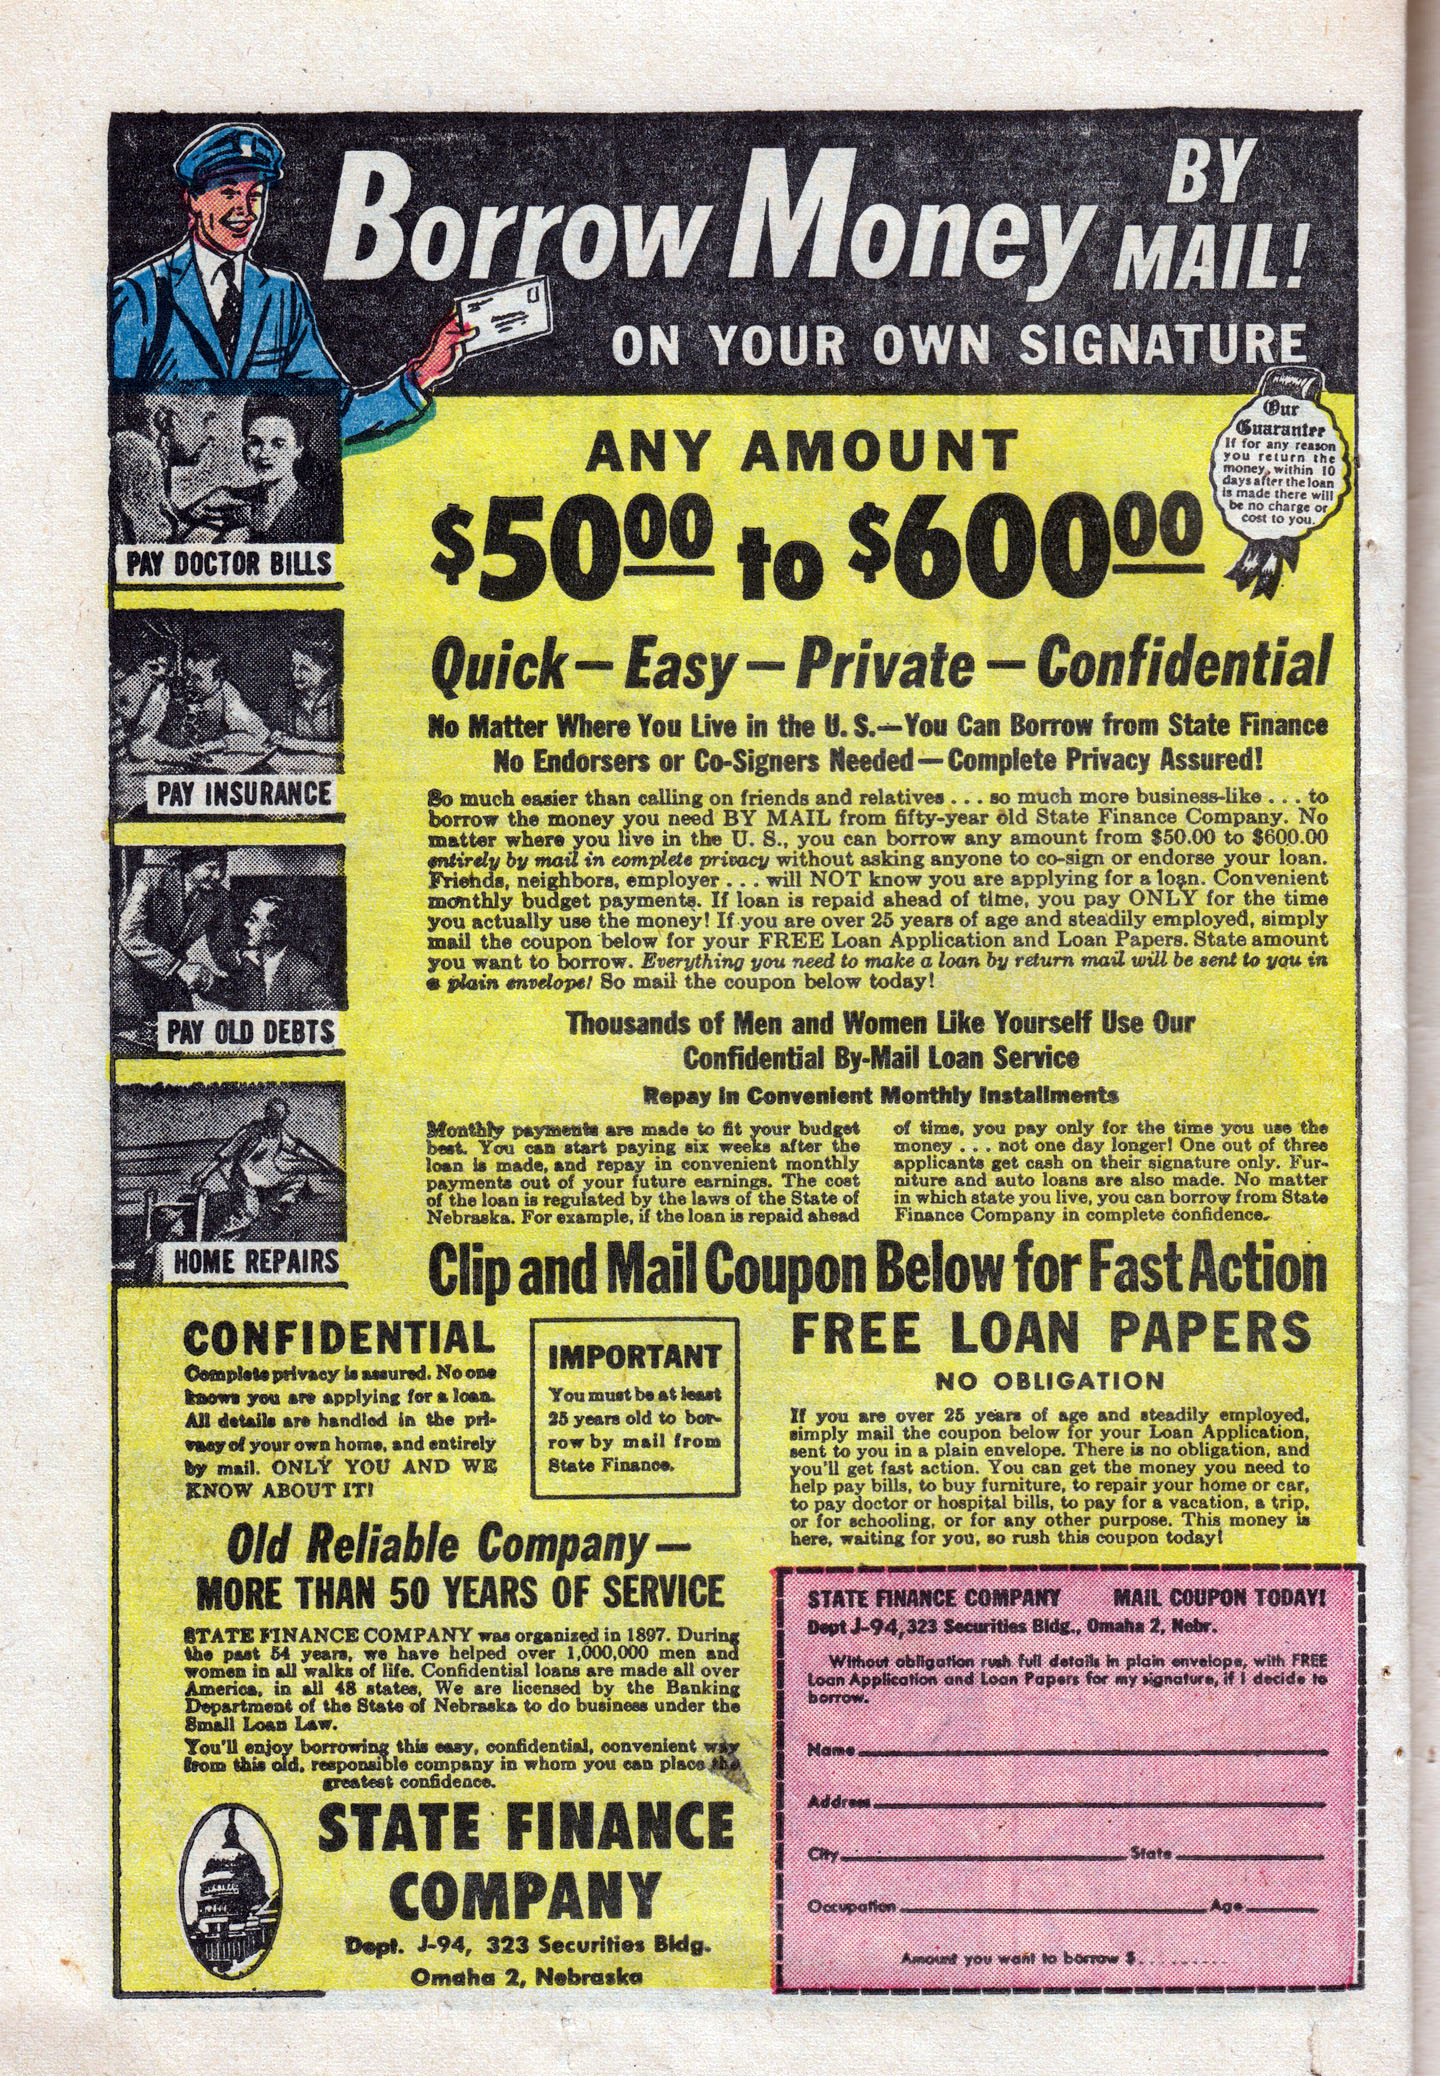 Borrow Money BY MAIL!
ON YOUR OWN SIGNATURE
Our
Guarantee
If for any reason
you return the
money within 10
days after the loan
is made there will
be no charge or
cost to you.
ANY AMOUNT
$50.00 to $600.00
Quick — Easy — Private — Confidential
No Matter Where You Live in the U. S.—You Can Borrow from State Finance
No Endorsers or Co-Signers Needed—Complete Privacy Assured!
So much easier than calling on friends and relatives . . . so much more business-like . . . to
borrow the money you need BY MAIL from fifty-year old State Finance Company. No
matter where you live in the U. S., you can borrow any amount from $50.00 to $600.00
entirely by mail in complete privacy without asking anyone to co-sign or endorse your loan.
Friends, neighbors, employer . . . will NOT know you are applying for a loan. Convenient
monthly budget payments. If loan is repaid ahead of time, you pay ONLY for the time
you actually use the money! If you are over 25 years of age and steadily employed, simply
mail the coupon below for your FREE Loan Application and Loan Papers. State amount
you want to borrow. Everything you need to make a loan by return mail will be sent to you in
a plain envelope! So mail the coupon below today!
PAY DOCTOR BILLS
PAY INSURANCE
PAY OLD DEBTS
HOME REPAIRS
Thousands of Men and Women Like Yourself Use Our
Confidential By-Mail Loan Service
Repay in Convenient Monthly Installments
Monthly payments are made to fit your budget
best. You can start paying six weeks after the
loan is made, and repay in convenient monthly
payments out of your future earnings. The cost
of the loan is regulated by the laws of the State of
Nebraska. For example, if the loan is repaid ahead
of time, you pay only for the time you use the
money . . . not one day longer! One out of three
applicants get cash on their signature only. Fur-
niture and auto loans are also made. No matter
in which state you live, you can borrow from State
Finance Company in complete confidence.
Clip and Mail Coupon Below for Fast Action
CONFIDENTIAL
Complete privacy is assured. No one
knows you are applying for a loan.
All details are handled in the pri-
vacy of your own home, and entirely
by mail. ONLY YOU AND WE
KNOW ABOUT IT!
IMPORTANT
You must be at least
25 years old to bor-
row by mail from
State Finance.
FREE LOAN PAPERS
NO OBLIGATION
If you are over 25 years of age and steadily employed,
simply mail the coupon below for your Loan Application,
sent to you in a plain envelope. There is no obligation, and
you'll get fast action. You can get the money you need to
help pay bills, to buy furniture, to repair your home or car,
to pay doctor or hospital bills, to pay for a vacation, a trip,
or for schooling, or for any other purpose. This money is
here, waiting for you, so rush this coupon today!
Old Reliable Company—
MORE THAN 50 YEARS OF SERVICE
STATE FINANCE COMPANY was organized in 1897. During
the past 54 years, we have helped over 1,000,000 men and
women in all walks of life. Confidential loans are made all over
America, in all 48 states, We are licensed by the Banking
Department of the State of Nebraska to do business under the
Small Loan Law.
You'll enjoy borrowing this easy, confidential, convenient way
from this old, responsible company in whom you can place the
greatest confidence.
STATE FINANCE
COMPANY
Dept. J-94, 323 Securities Bldg.
Omaha 2, Nebraska
STATE FINANCE COMPANY MAIL COUPON TODAY!
Dept J-94, 323 Securities Bldg., Omaha 2, Nebr.
Without obligation rush full details in plain envelope, with FREE
Loan Application and Loan Papers for my signature, if I decide to
borrow.
Name
Address
City State
Occupation Age
Amount you want to borrow $.........